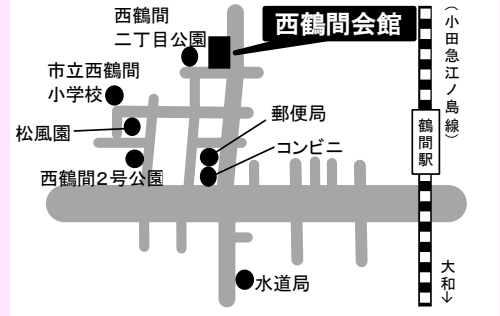 西鶴間
二丁目公園
西鶴間会館
市立西鶴間
小学校
松風園
西鶴間2号公園
郵便局
コンビニ
水道局
(小田急江ノ島線)
鶴間駅
大和↓